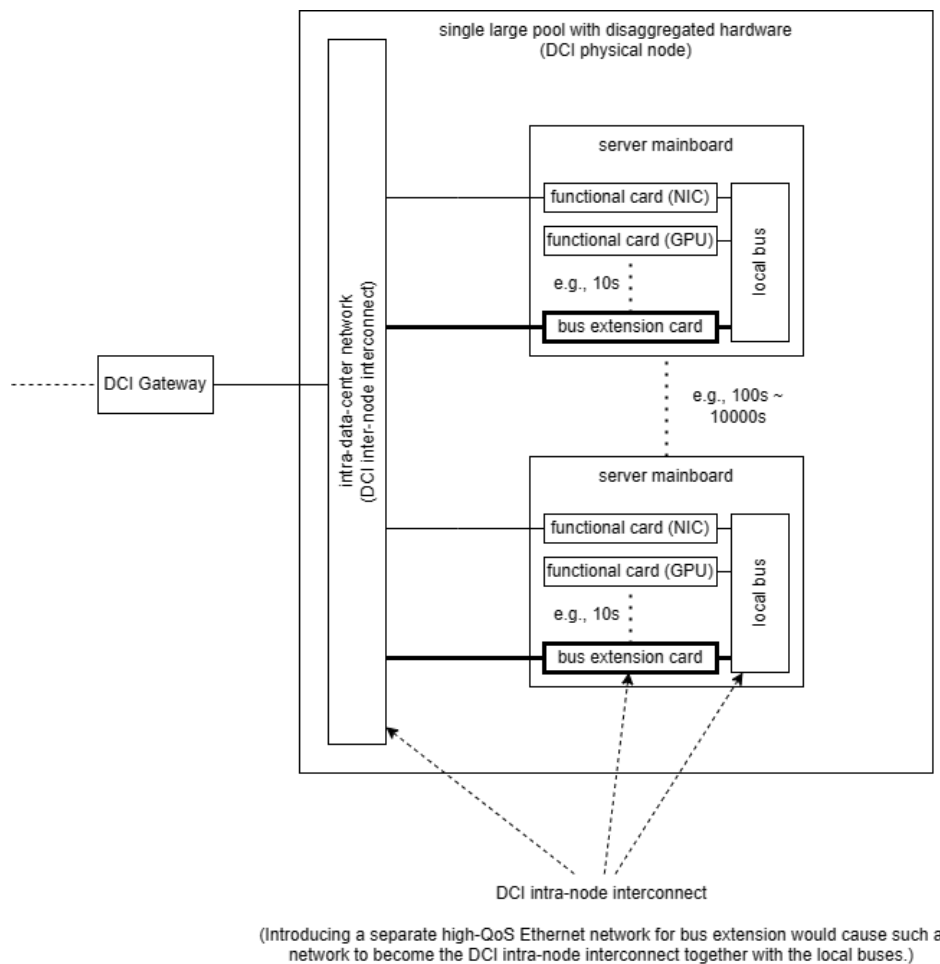 single large pool with disaggregated hardware
(DCI physical node)
server mainboard
functional card (NIC)
functional card (GPU)
e.g., 10s
bus extension card
local bus
DCI Gateway
intra-data-center network
(DCI inter-node interconnect)
e.g., 100s ~
10000s
server mainboard
functional card (NIC)
functional card (GPU)
e.g., 10s
bus extension card
local bus
DCI intra-node interconnect
(Introducing a separate high-QoS Ethernet network for bus extension would cause such a
network to become the DCI intra-node interconnect together with the local buses.)